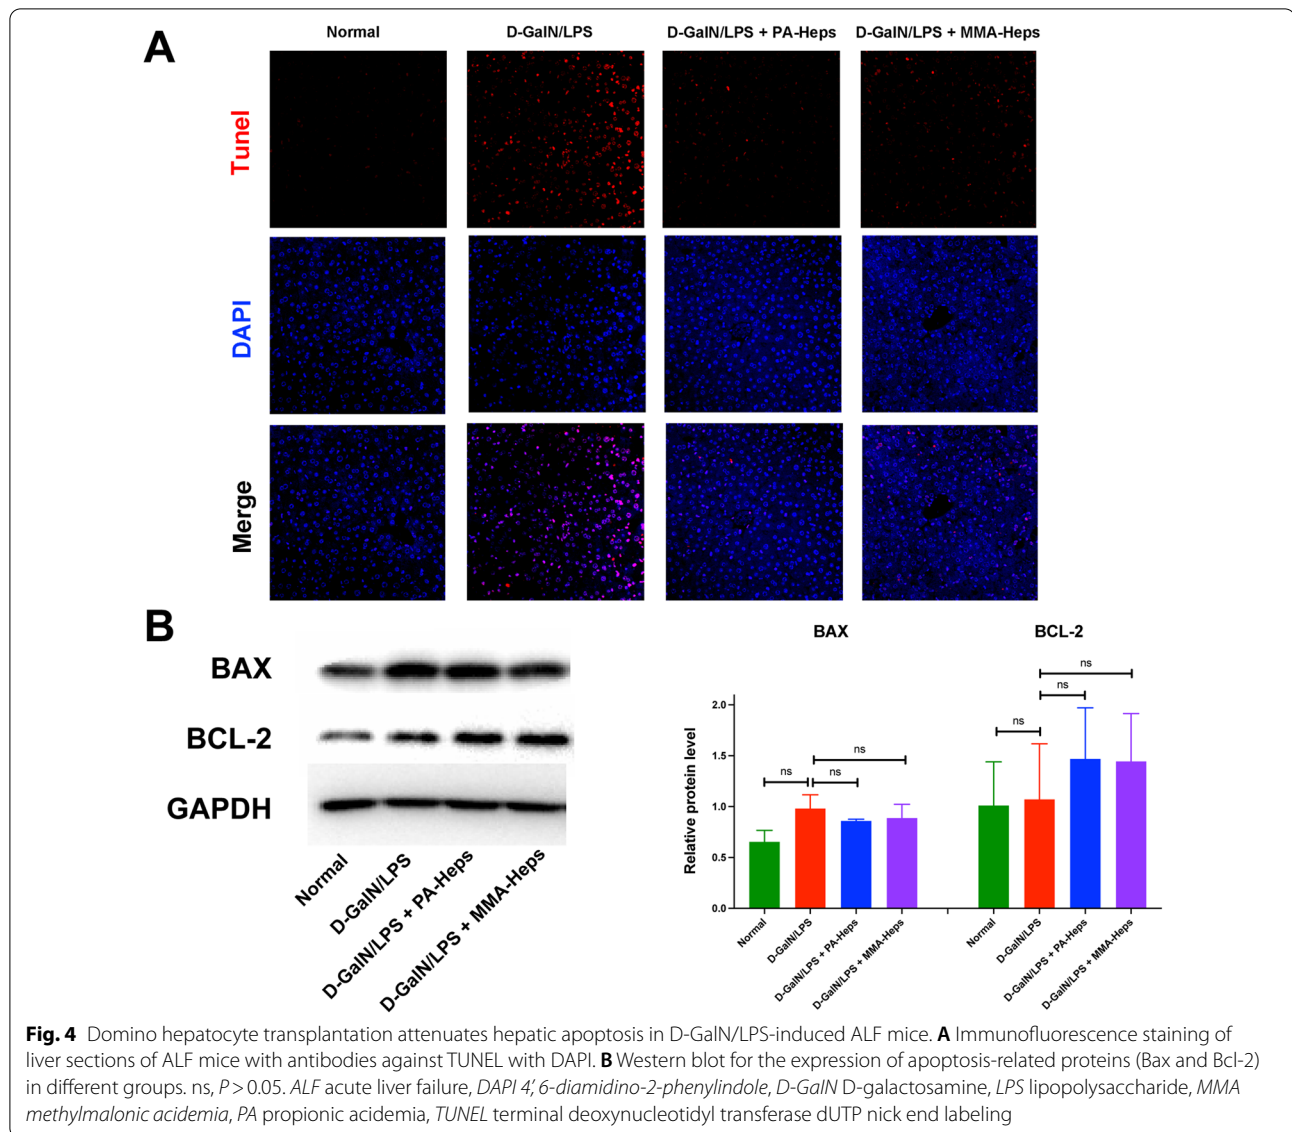 A
Normal
D-GalN/LPS
D-GalN/LPS + PA-Heps
D-GalN/LPS + MMA-Heps
Tunel
DAPI
Merge
B
BAX
BCL-2
GAPDH
Normal
D-GalN/LPS
D-GalN/LPS + PA-Heps
D-GalN/LPS + MMA-Heps
BAX
BCL-2
Relative protein level
2.0
1.5
1.0
0.5
0.0
ns
ns
ns
ns
ns
ns
Normal
D-GalN/LPS
D-GalN/LPS + PA-Heps
D-GalN/LPS + MMA-Heps
Normal
D-GalN/LPS
D-GalN/LPS + PA-Heps
D-GalN/LPS + MMA-Heps
Fig. 4 Domino hepatocyte transplantation attenuates hepatic apoptosis in D-GalN/LPS-induced ALF mice. A Immunofluorescence staining of
liver sections of ALF mice with antibodies against TUNEL with DAPI. B Western blot for the expression of apoptosis-related proteins (Bax and Bcl-2)
in different groups. ns, P > 0.05. ALF acute liver failure, DAPI 4′, 6-diamidino-2-phenylindole, D-GalN D-galactosamine, LPS lipopolysaccharide, MMA
methylmalonic acidemia, PA propionic acidemia, TUNEL terminal deoxynucleotidyl transferase dUTP nick end labeling